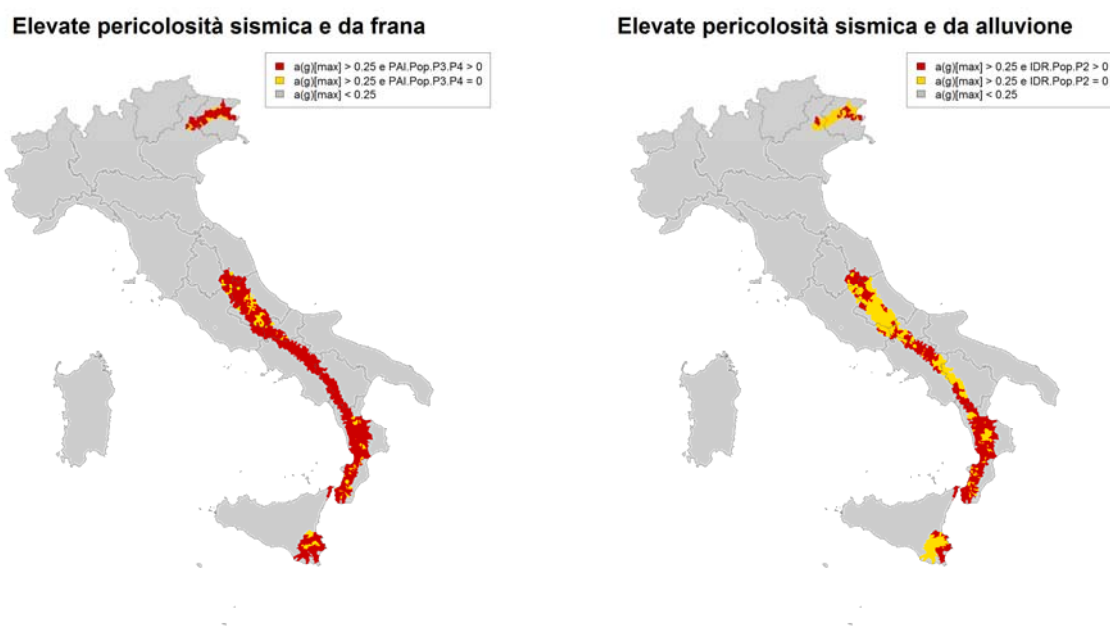 Elevate pericolosità sismica e da frana
a(g)[max] > 0.25 e PAI.Pop.P3.P4 > 0
a(g)[max] > 0.25 e PAI.Pop.P3.P4 = 0
a(g)[max] < 0.25
Elevate pericolosità sismica e da alluvione
a(g)[max] > 0.25 e IDR.Pop.P2 > 0
a(g)[max] > 0.25 e IDR.Pop.P2 = 0
a(g)[max] < 0.25